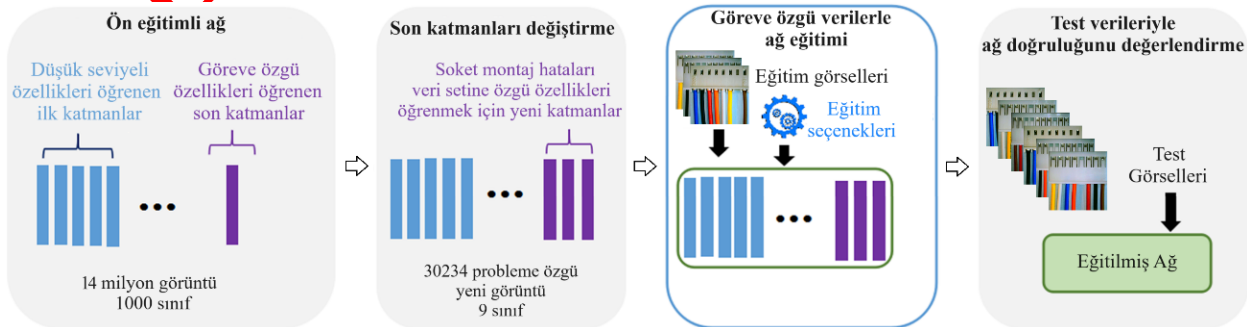 Ön eğitimli ağ
Düşük seviyeli
özellikleri öğrenen
ilk katmanlar
Göreve özgü
özellikleri öğrenen
son katmanlar
14 milyon görüntü
1000 sınıf
Son katmanları değiştirme
Soket montaj hataları
veri setine özgü özellikleri
öğrenmek için yeni katmanlar
30234 probleme özgü
yeni görüntü
9 sınıf
Göreve özgü verilerle
ağ eğitimi
Eğitim görselleri
Eğitim
seçenekleri
Test verileriyle
ağ doğruluğunu değerlendirme
Test
Görselleri
Eğitilmiş Ağ